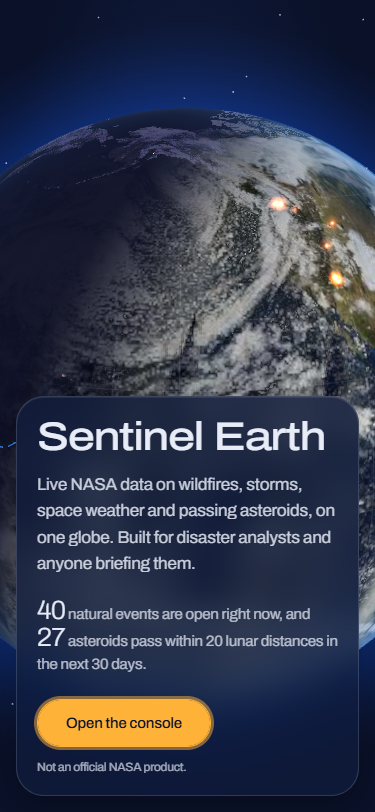 Sentinel Earth
Live NASA data on wildfires, storms,
space weather and passing asteroids, on
one globe. Built for disaster analysts and
anyone briefing them.
40 natural events are open right now, and
27 asteroids pass within 20 lunar distances in
the next 30 days.
Open the console
Not an official NASA product.